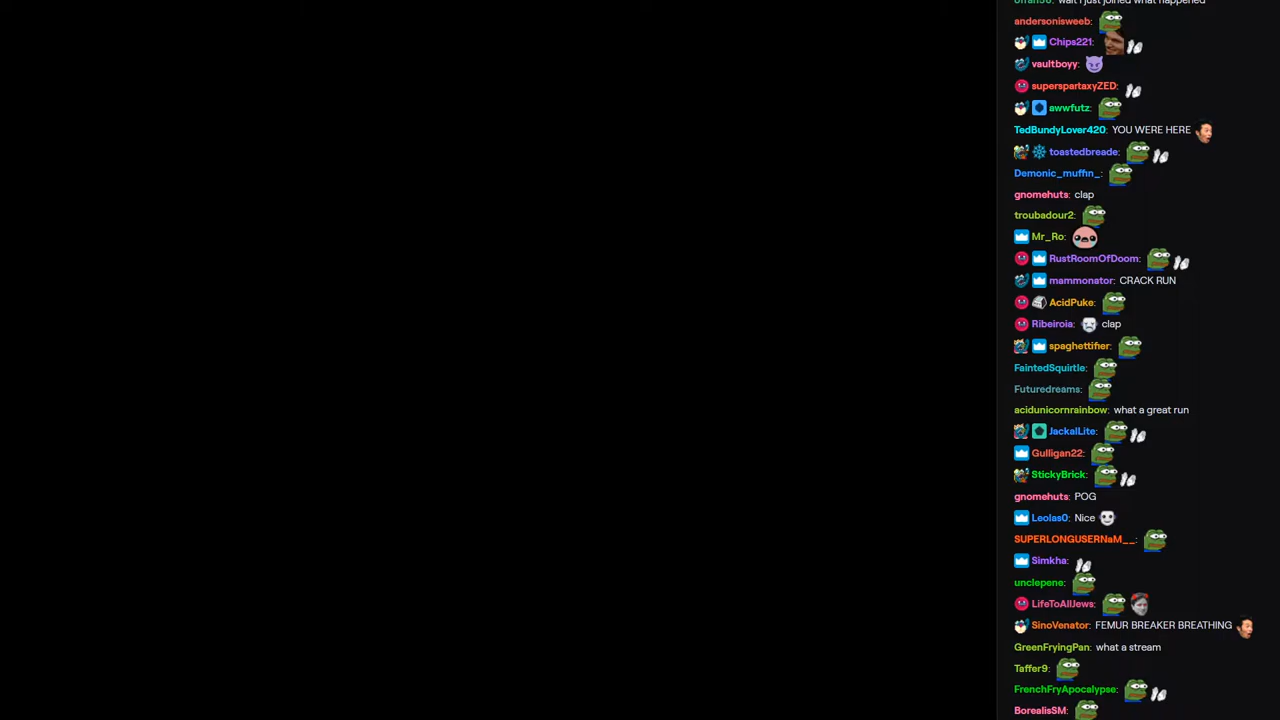 wait i just joined what happened
andersonisweeb:
Chips221:
vaultboyy:
superspartaxyZED:
awwfutz:
TedBundyLover420: YOU WERE HERE
toastedbreade:
Demonic_muffin_:
gnomehuts: clap
troubadour2:
Mr_Ro:
RustRoomOfDoom:
mammonator: CRACK RUN
AcidPuke:
Ribeiroia: clap
spaghettifier:
FaintedSquirtle:
Futuredreams:
acidunicornrainbow: what a great run
JackalLite:
Gulligan22:
StickyBrick:
gnomehuts: POG
Leolas0: Nice
SUPERLONGUSERNaM__:
Simkha:
unclepene:
LifeToAllJews:
SinoVenator: FEMUR BREAKER BREATHING
GreenFryingPan: what a stream
Taffer9:
FrenchFryApocalypse:
BorealisSM: